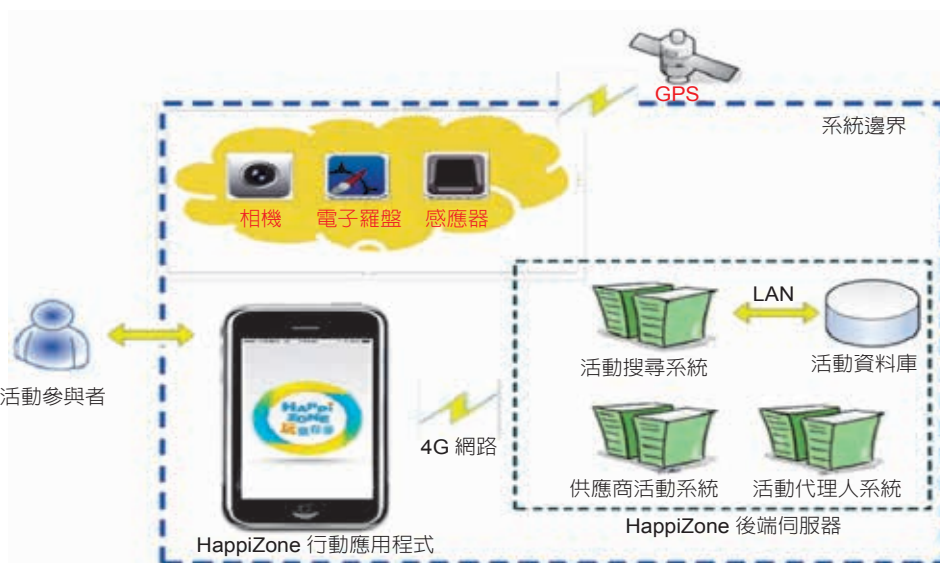 GPS
系統邊界
相機 電子羅盤 感應器
LAN
活動搜尋系統 活動資料庫
活動參與者
HAPPi
ZONE
4G 網路
供應商活動系統 活動代理人系統
HappiZone 後端伺服器
HappiZone 行動應用程式